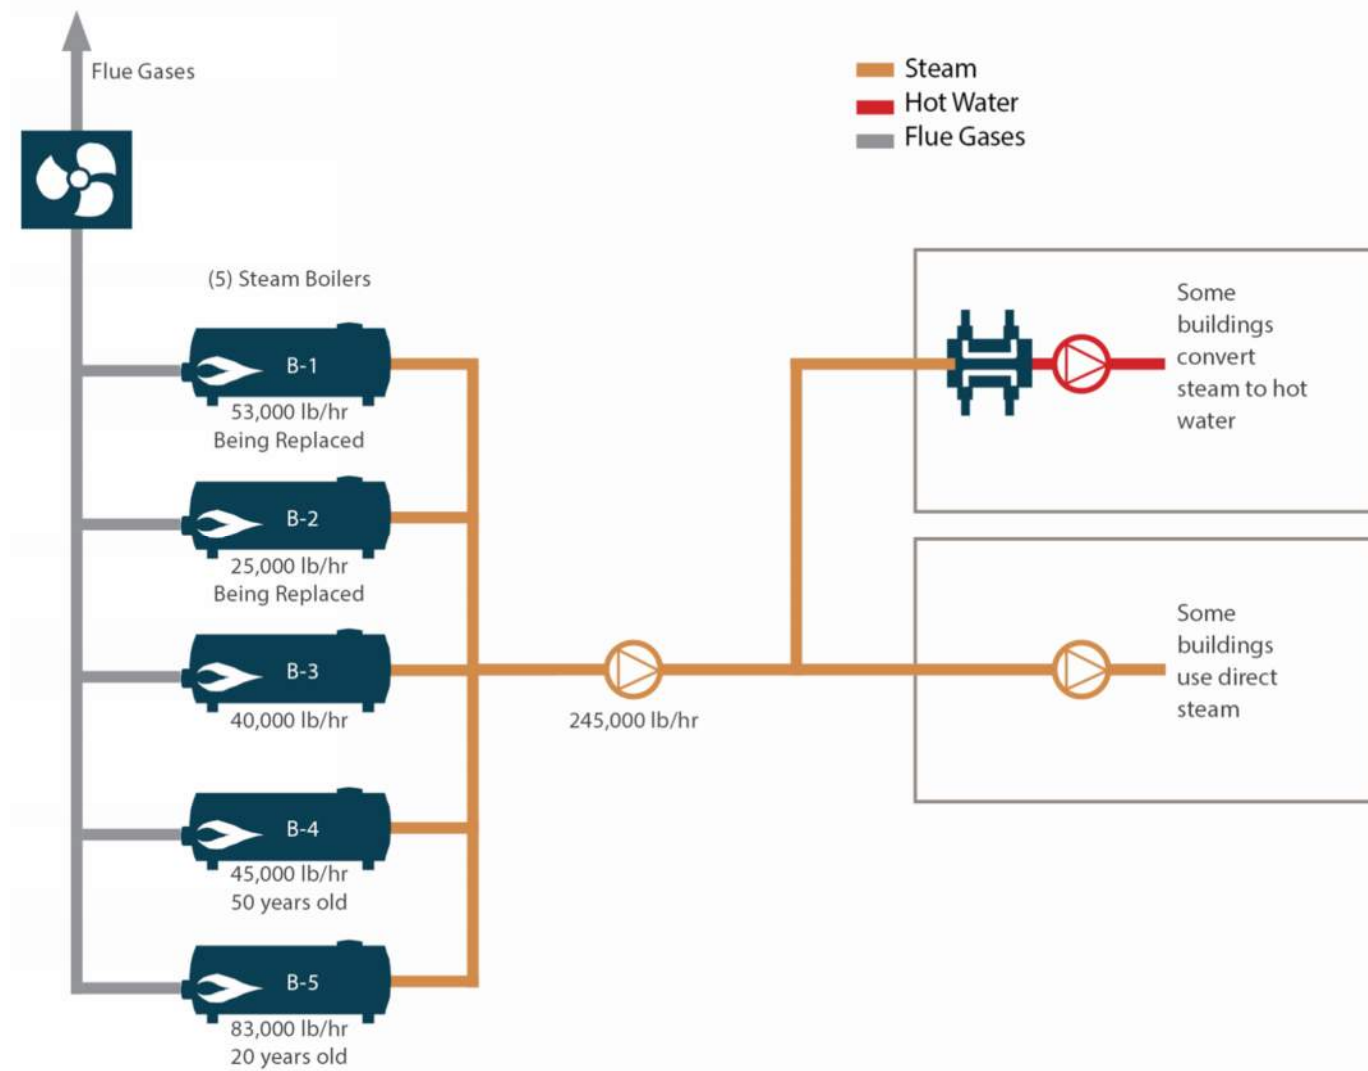 Flue Gases
Steam
Hot Water
Flue Gases
(5) Steam Boilers
B-1
53,000 lb/hr
Being Replaced
B-2
25,000 lb/hr
Being Replaced
B-3
40,000 lb/hr
B-4
45,000 lb/hr
50 years old
B-5
83,000 lb/hr
20 years old
245,000 lb/hr
Some
buildings
convert
steam to hot
water
Some
buildings
use direct
steam